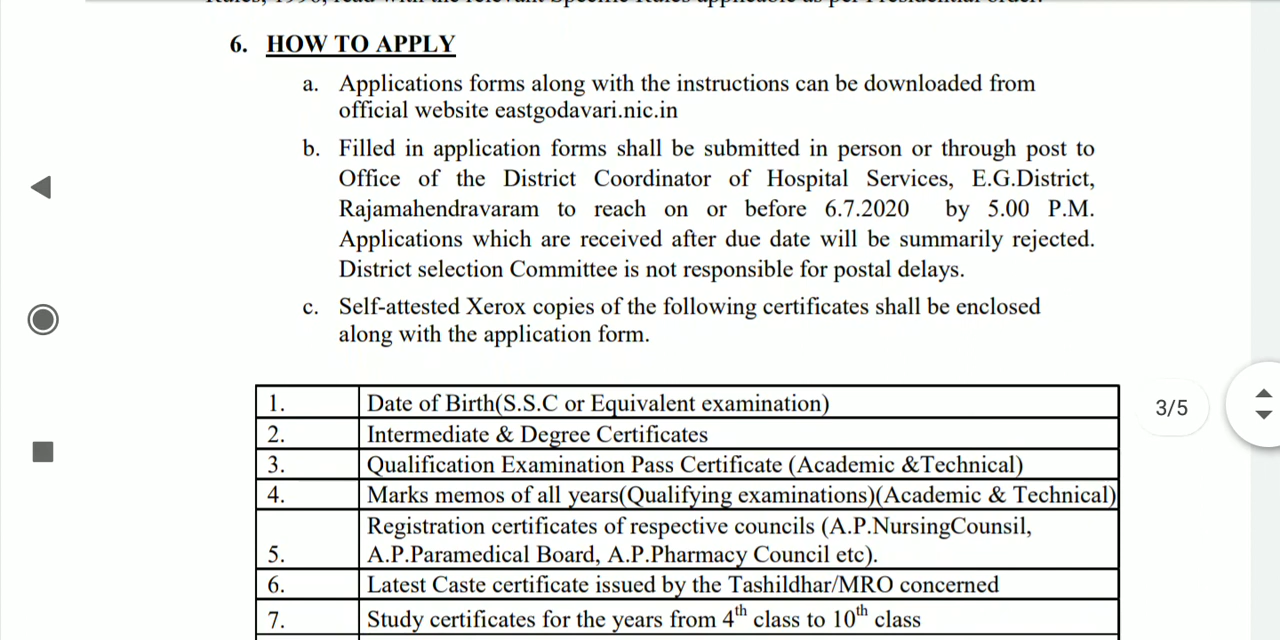 6. HOW TO APPLY
a. Applications forms along with the instructions can be downloaded from
official website eastgodavari.nic.in
b. Filled in application forms shall be submitted in person or through post to
Office of the District Coordinator of Hospital Services, E.G.District,
Rajamahendravaram to reach on or before 6.7.2020 by 5.00 P.M.
Applications which are received after due date will be summarily rejected.
District selection Committee is not responsible for postal delays.
c. Self-attested Xerox copies of the following certificates shall be enclosed
along with the application form.
1. Date of Birth(S.S.C or Equivalent examination)
2. Intermediate & Degree Certificates
3. Qualification Examination Pass Certificate (Academic &Technical)
4. Marks memos of all years(Qualifying examinations)(Academic & Technical)
Registration certificates of respective councils (A.P.NursingCounsil,
5. A.P.Paramedical Board, A.P.Pharmacy Council etc).
6. Latest Caste certificate issued by the Tashildhar/MRO concerned
7. Study certificates for the years from 4th class to 10th class
3/5